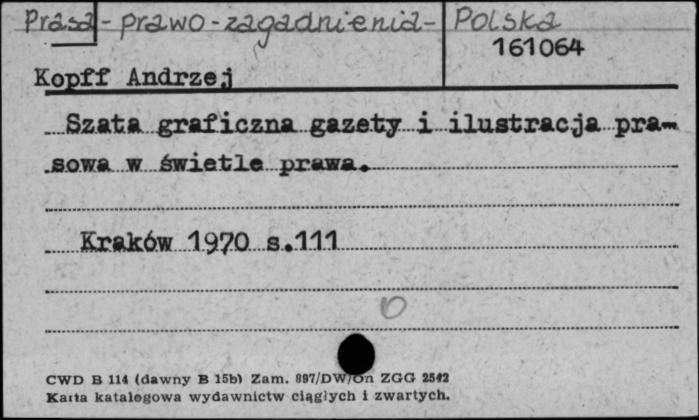 Prasa - prawo - zagadnienia - Polska
161064
Kopff Andrzej
Szata graficzna gazety i ilustracja pra-
sowa w świetle prawa.
Kraków 1970 s.111
O
CWD B 114 (dawny B 15b) Zam. 897/DW/on ZGG 2542
Karta katalogowa wydawnictw ciągłych i zwartych.